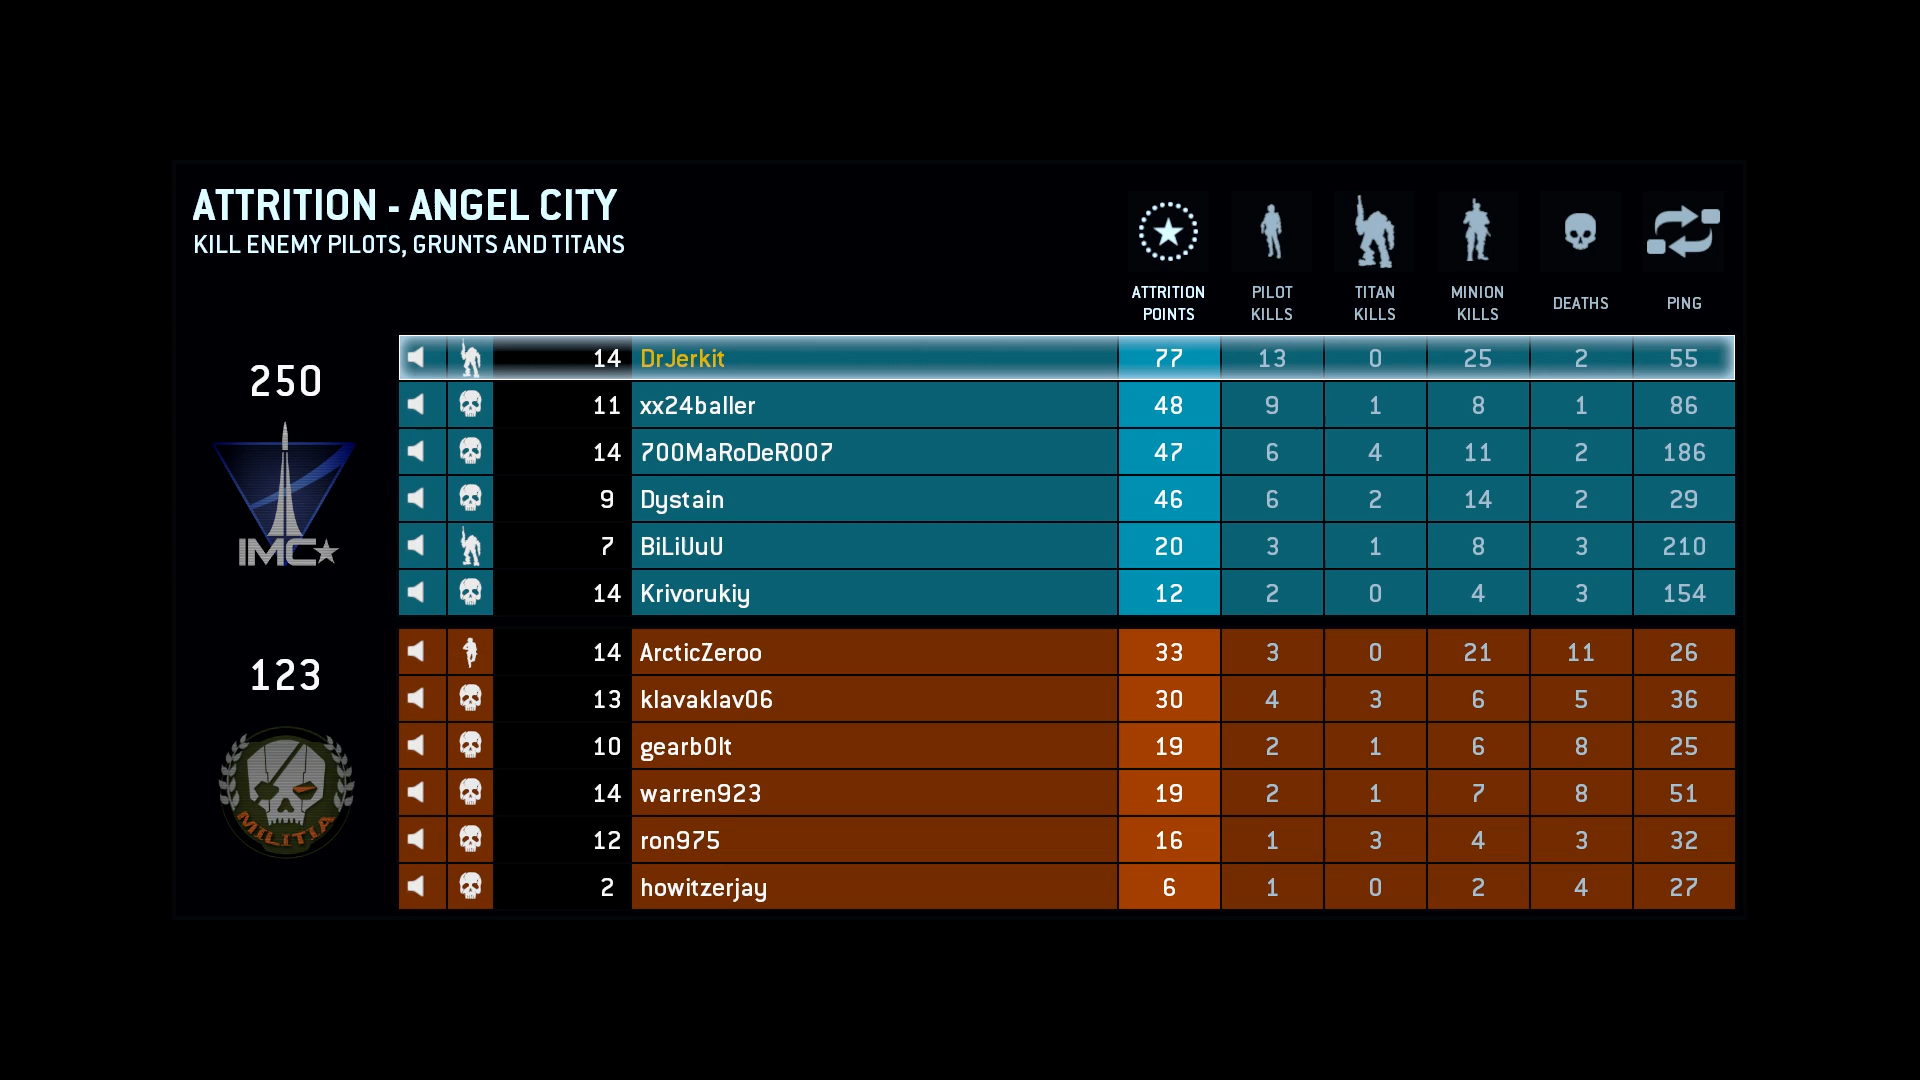 ATTRITION - ANGEL CITY
KILL ENEMY PILOTS, GRUNTS AND TITANS
ATTRITION POINTS PILOT KILLS TITAN KILLS MINION KILLS DEATHS PING
250
IMC
14 DrJerkit 77 13 0 25 2 55
11 xx24baller 48 9 1 8 1 86
14 700MaRoDeR007 47 6 4 11 2 186
9 Dystain 46 6 2 14 2 29
7 BiLiUuU 20 3 1 8 3 210
14 Krivorukiy 12 2 0 4 3 154
123
MILITIA
14 ArcticZeroo 33 3 0 21 11 26
13 klavaklav06 30 4 3 6 5 36
10 gearb0lt 19 2 1 6 8 25
14 warren923 19 2 1 7 8 51
12 ron975 16 1 3 4 3 32
2 howitzerjay 6 1 0 2 4 27